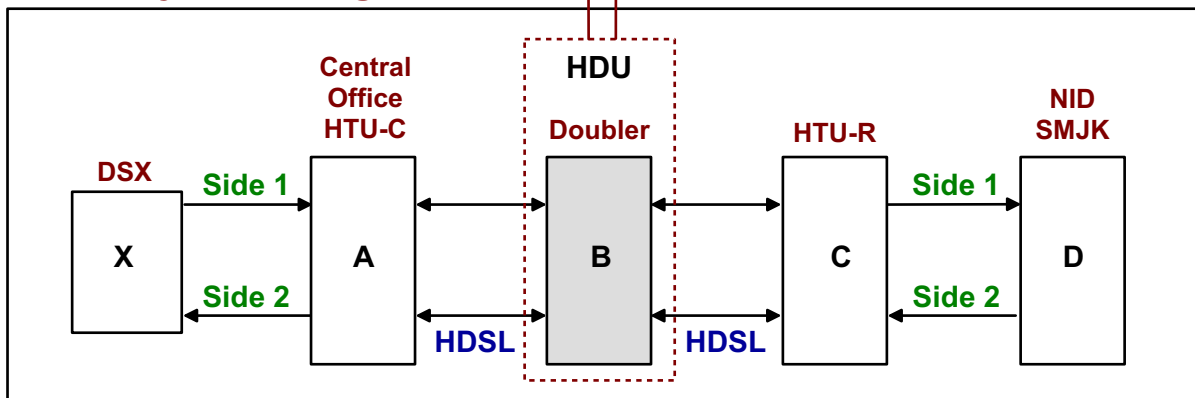 HDU
Central
Office
HTU-C
NID
SMJK
Doubler
HTU-R
DSX
Side 1
Side 1
X
A
B
C
D
Side 2
Side 2
HDSL
HDSL